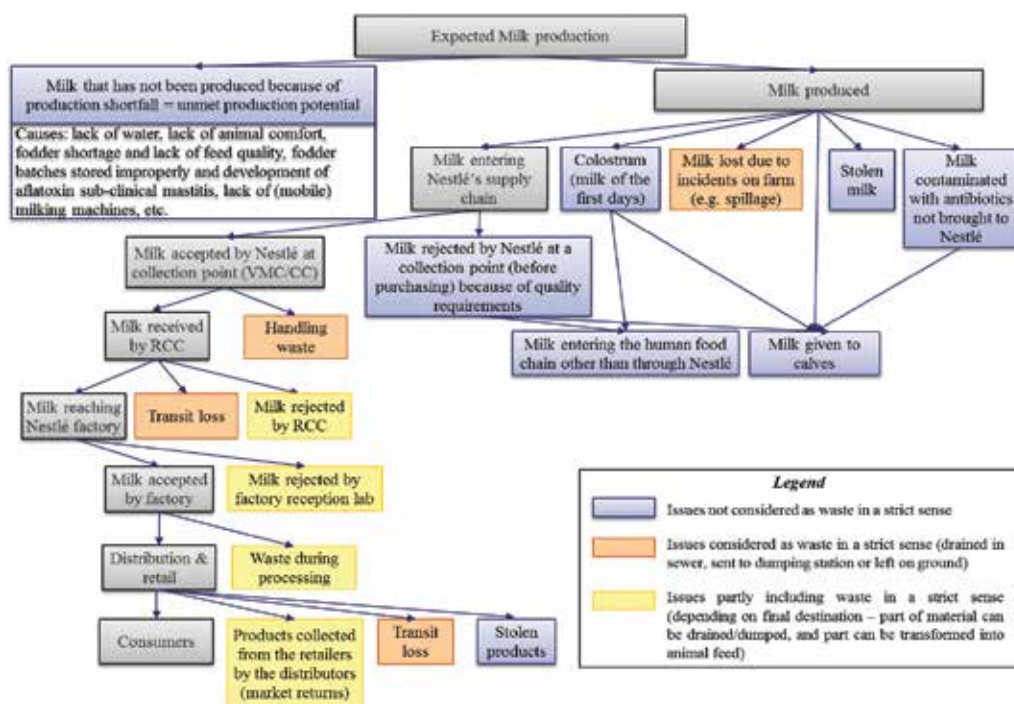 Expected Milk production
Milk that has not been produced because of
production shortfall = unmet production potential
Causes: lack of water, lack of animal comfort,
fodder shortage and lack of feed quality, fodder
batches stored improperly and development of
aflatoxin sub-clinical mastitis, lack of (mobile)
milking machines, etc.
Milk produced
Milk entering
Nestlé's supply
chain
Colostrum
(milk of the
first days)
Milk lost due to
incidents on farm
(e.g. spillage)
Stolen
milk
Milk
contaminated
with antibiotics
not brought to
Nestlé
Milk accepted by Nestlé at
collection point (VMC/CC)
Milk rejected by Nestlé at a
collection point (before
purchasing) because of quality
requirements
Milk received
by RCC
Handling
waste
Milk entering the human food
chain other than through Nestlé
Milk given to
calves
Milk reaching
Nestlé factory
Transit loss
Milk rejected
by RCC
Milk accepted
by factory
Milk rejected by
factory reception lab
Distribution &
retail
Waste during
processing
Consumers
Products collected
from the retailers
by the distributors
(market returns)
Transit
loss
Stolen
products
Legend
Issues not considered as waste in a strict sense
Issues considered as waste in a strict sense (drained in
sewer, sent to dumping station or left on ground)
Issues partly including waste in a strict sense
(depending on final destination – part of material can
be drained/dumped, and part can be transformed into
animal feed)